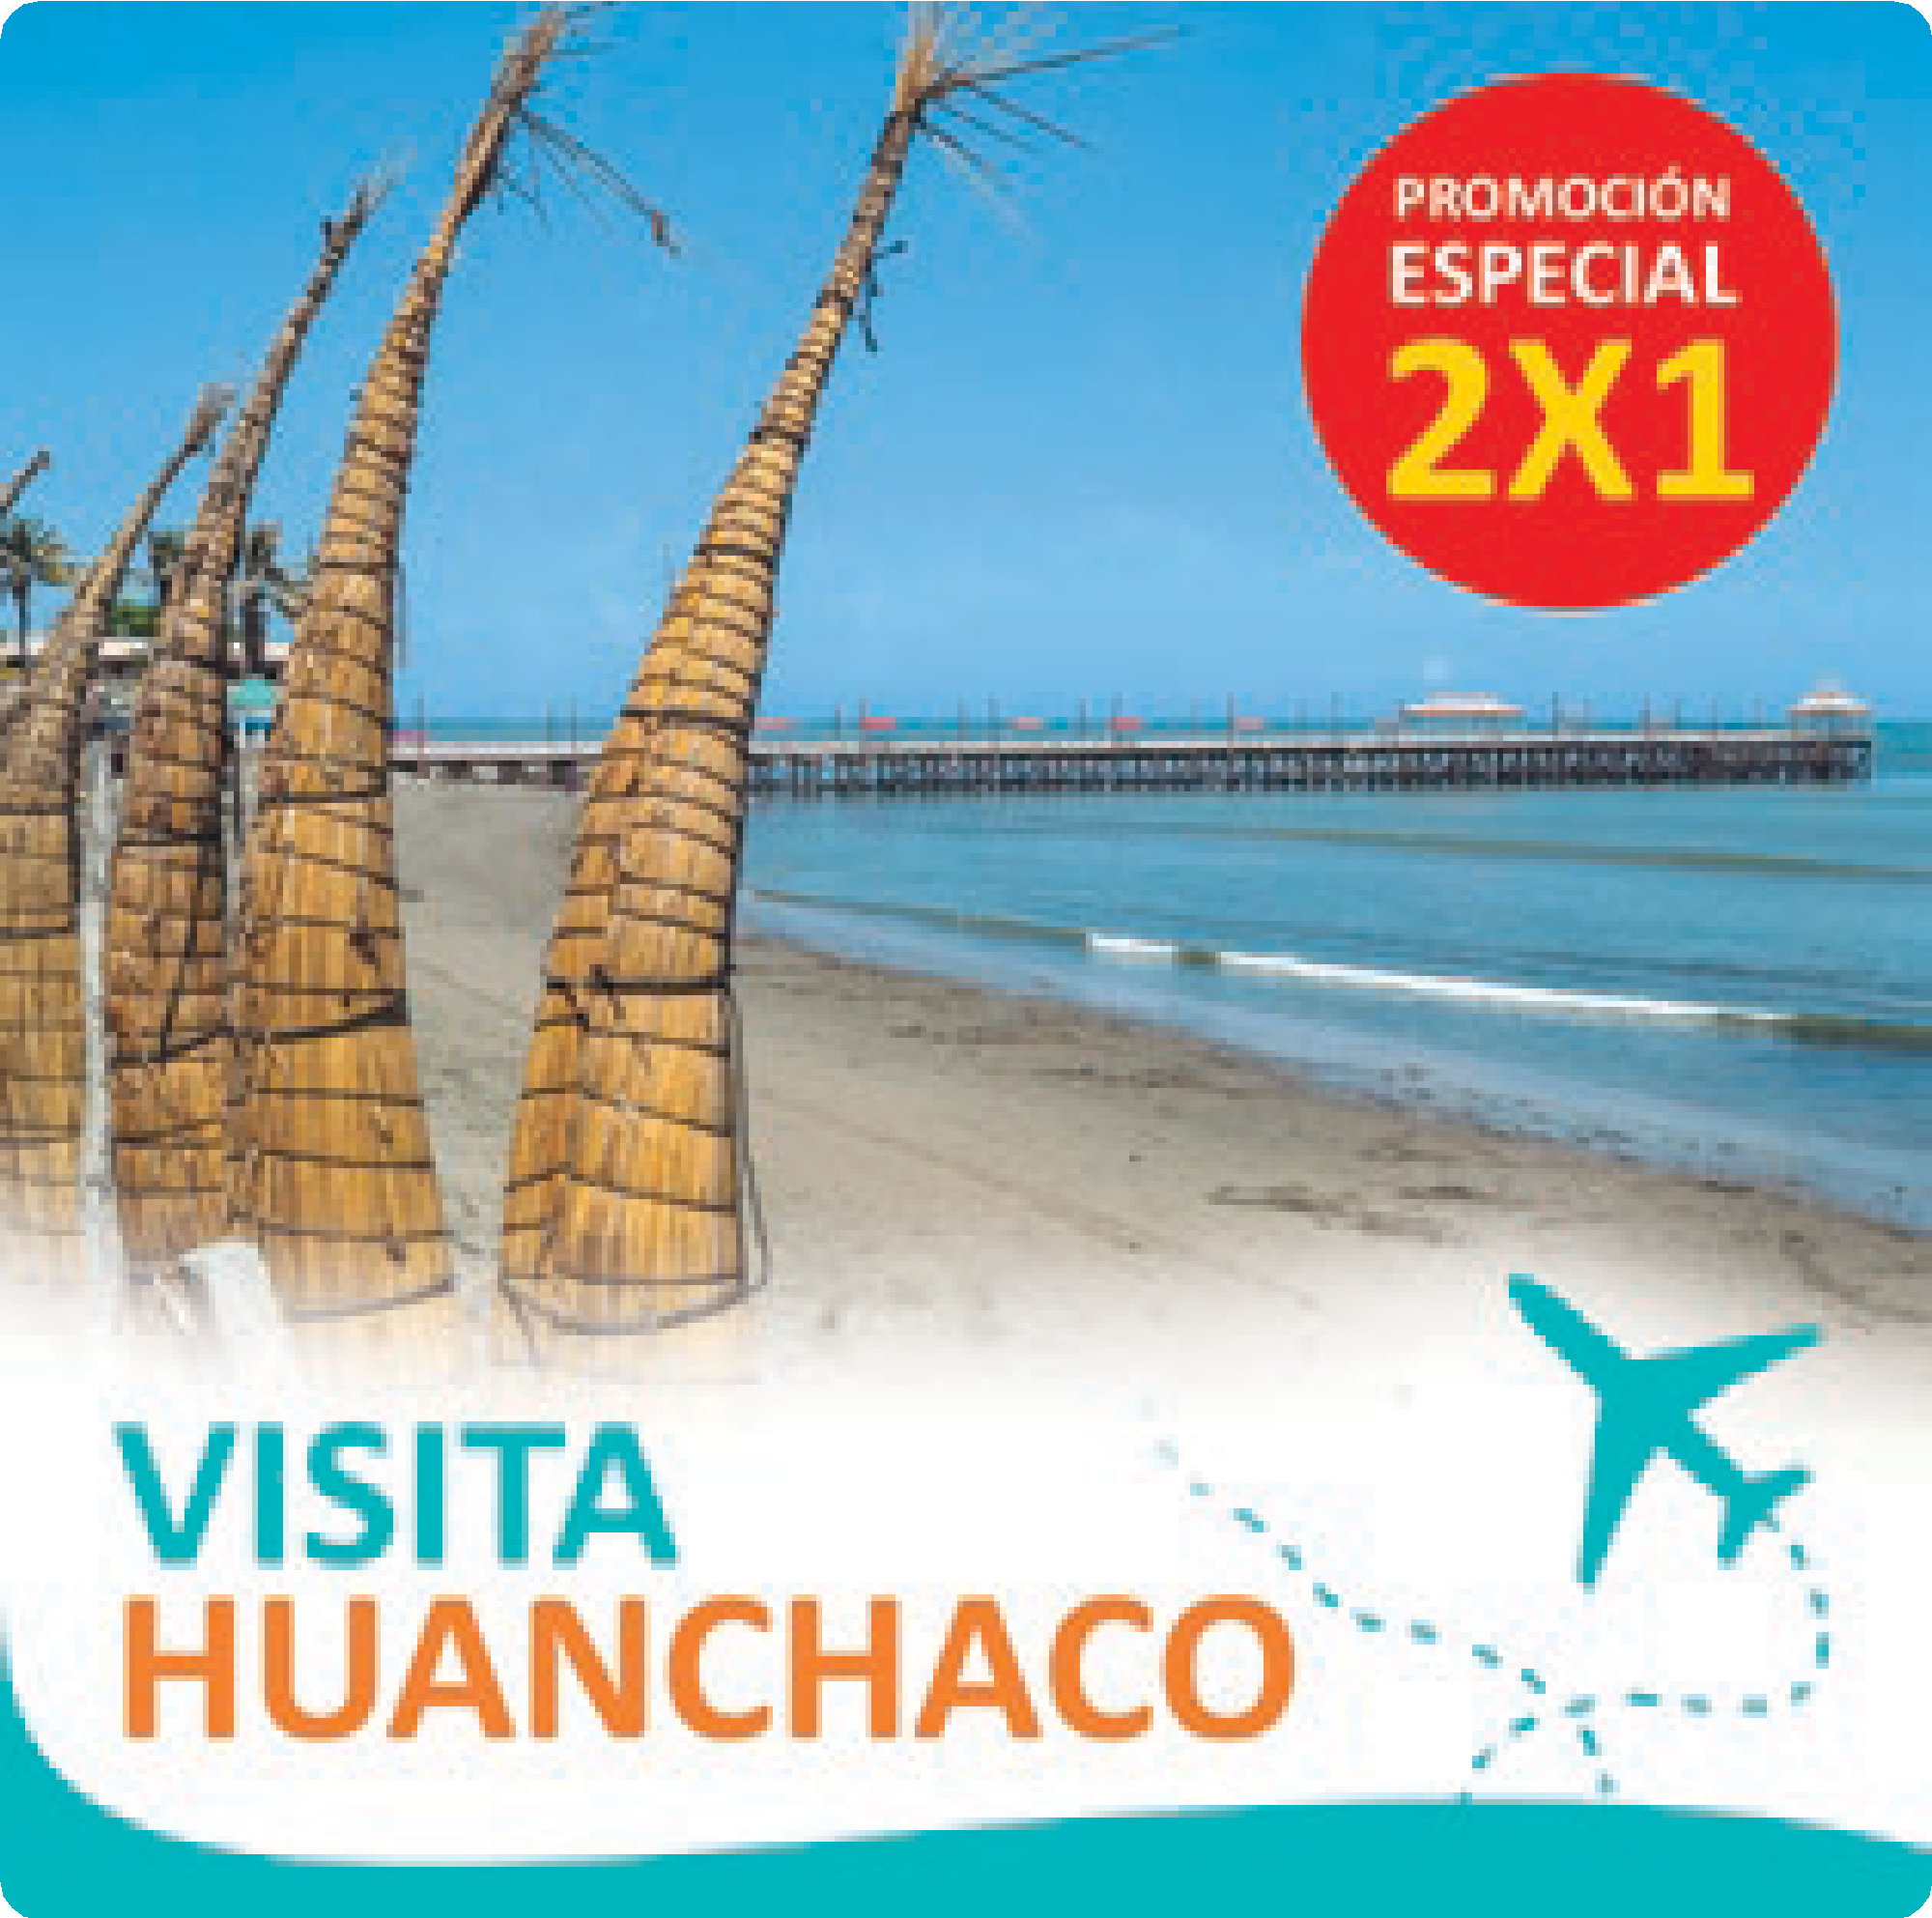 PROMOCIÓN
ESPECIAL
2X1
VISITA
HUANCHACO